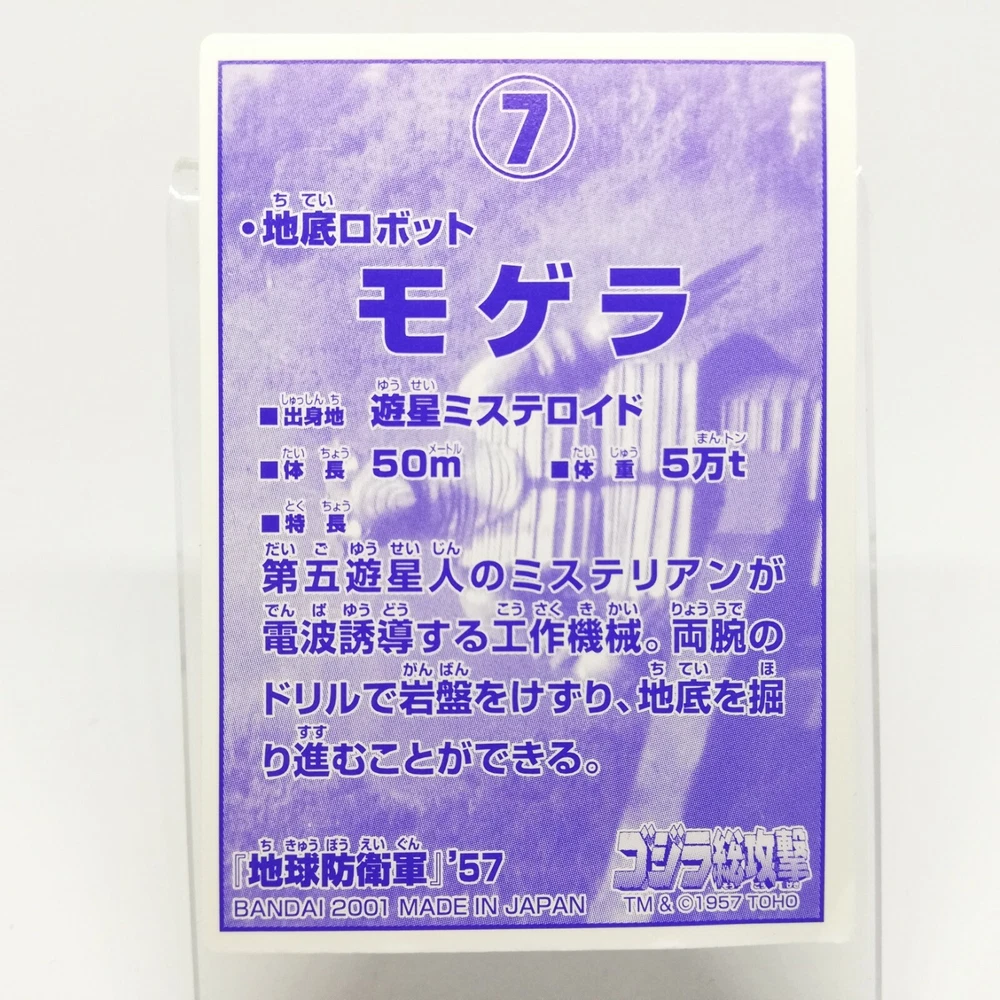 7
・地底ロボット
モゲラ
■出身地 遊星ミステロイド
■体長 50m ■体重 5万t
■特長
第五遊星人のミステリアンが
電波誘導する工作機械。両腕の
ドリルで岩盤をけずり、地底を掘
り進むことができる。
『地球防衛軍』'57
ゴジラ総攻撃
BANDAI 2001 MADE IN JAPAN
TM & ©1957 TOHO